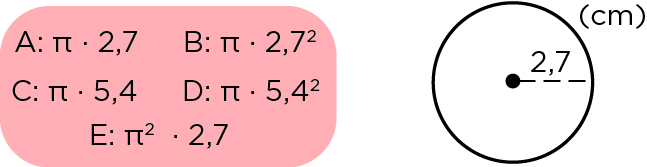 A: π · 2,7 B: π · 2,7²
C: π · 5,4 D: π · 5,4²
E: π² · 2,7
(cm)
2,7